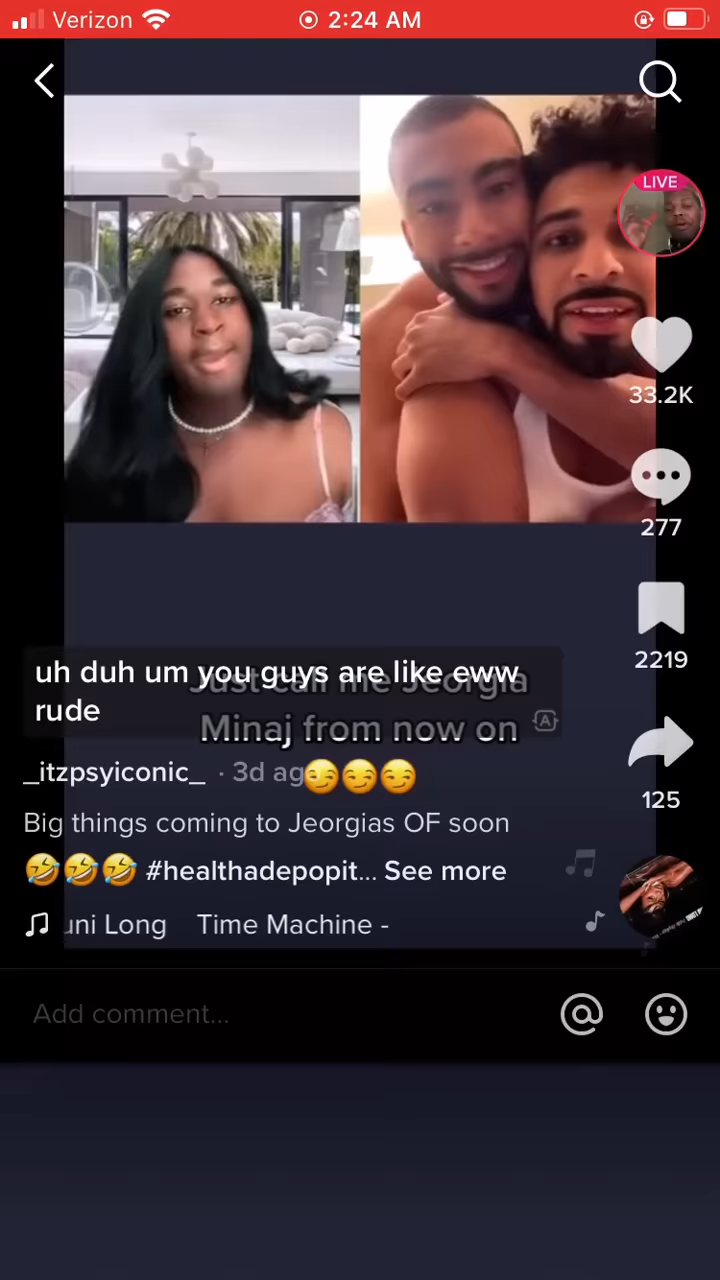 Verizon
2:24 AM
LIVE
33.2K
277
2219
125
uh duh um you guys are like eww
rude
Just call me Jeorgia
Minaj from now on
A
_itzpsyiconic_ · 3d ag
😏😏😏
Big things coming to Jeorgias OF soon
🤣🤣🤣 #healthadepopit... See more
uni Long Time Machine -
Add comment...